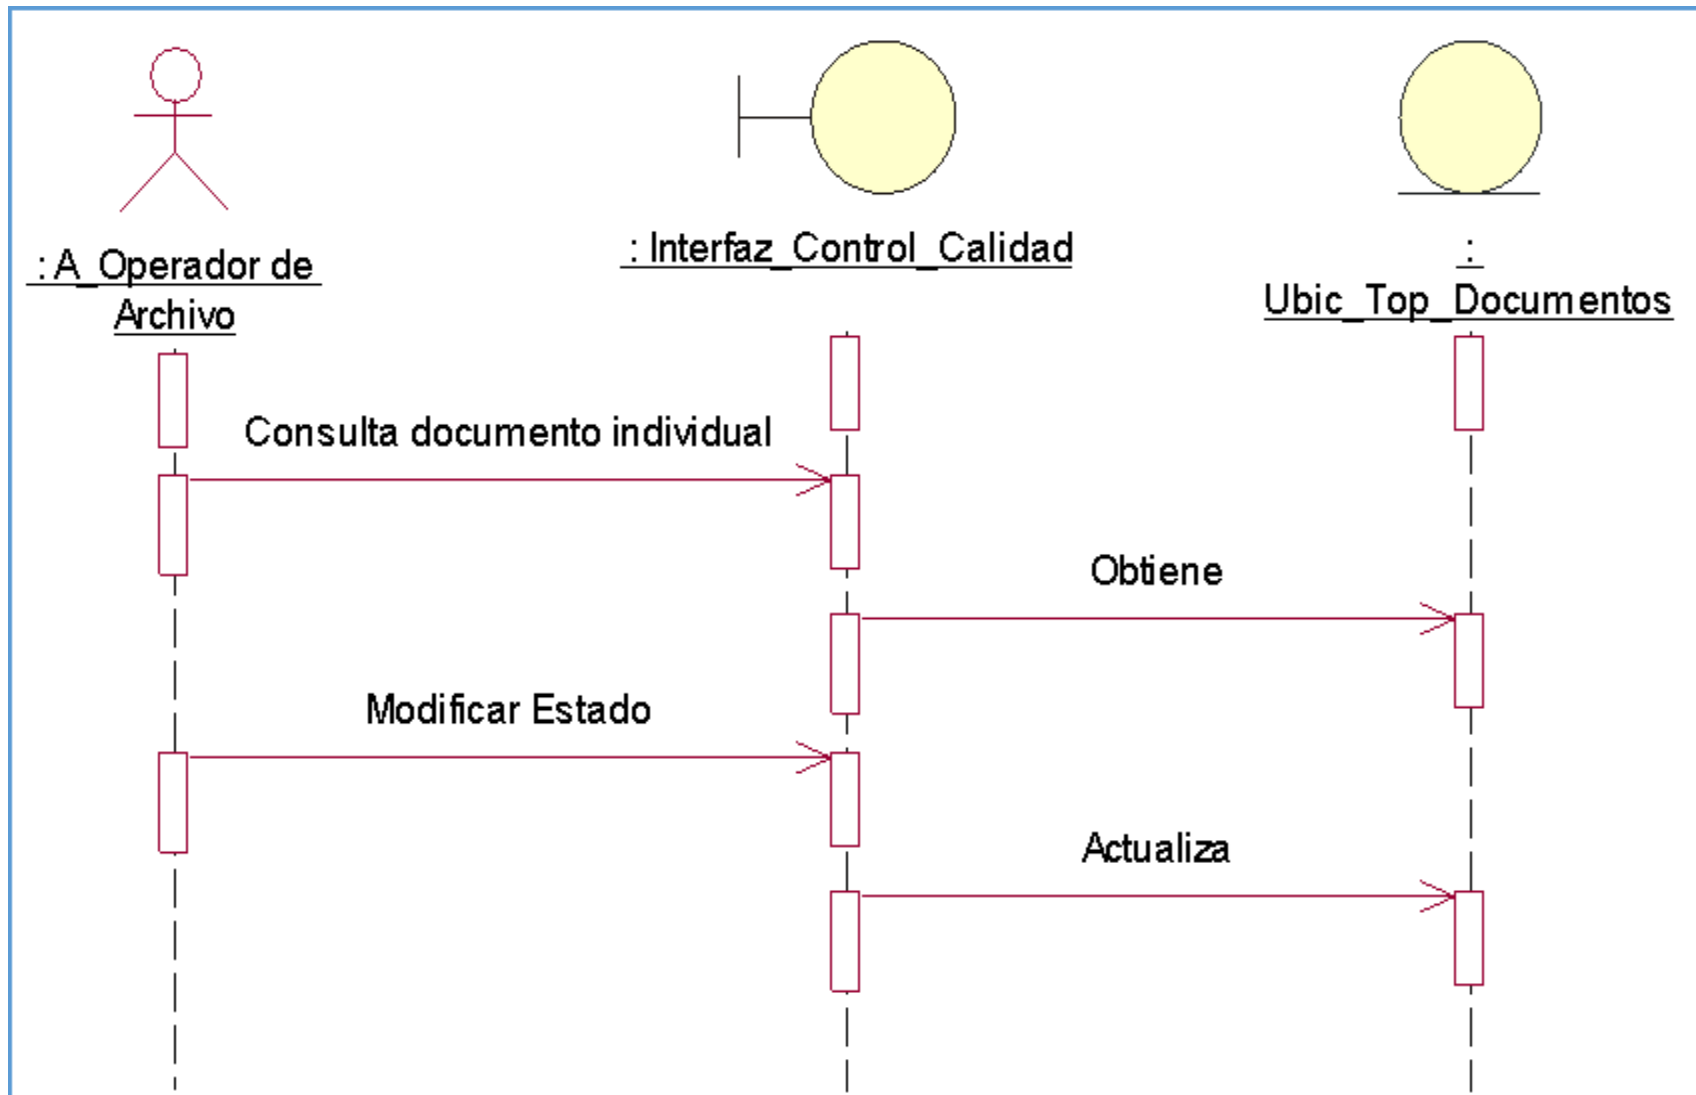 : A_Operador de
Archivo
: Interfaz_Control_Calidad
:
Ubic_Top_Documentos
Consulta documento individual
Obtiene
Modificar Estado
Actualiza